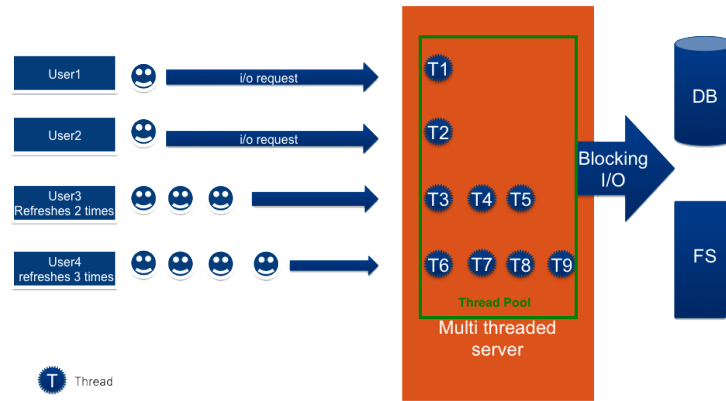 User1
i/o request
T1
DB
User2
i/o request
T2
Blocking
I/O
User3
Refreshes 2 times
T3 T4 T5
User4
refreshes 3 times
T6 T7 T8 T9
FS
Thread Pool
Multi threaded
server
T Thread